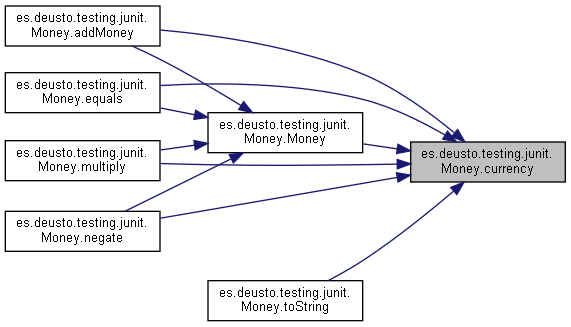 es.deusto.testing.junit.
Money.addMoney
es.deusto.testing.junit.
Money.equals
es.deusto.testing.junit.
Money.Money
es.deusto.testing.junit.
Money.multiply
es.deusto.testing.junit.
Money.currency
es.deusto.testing.junit.
Money.negate
es.deusto.testing.junit.
Money.toString